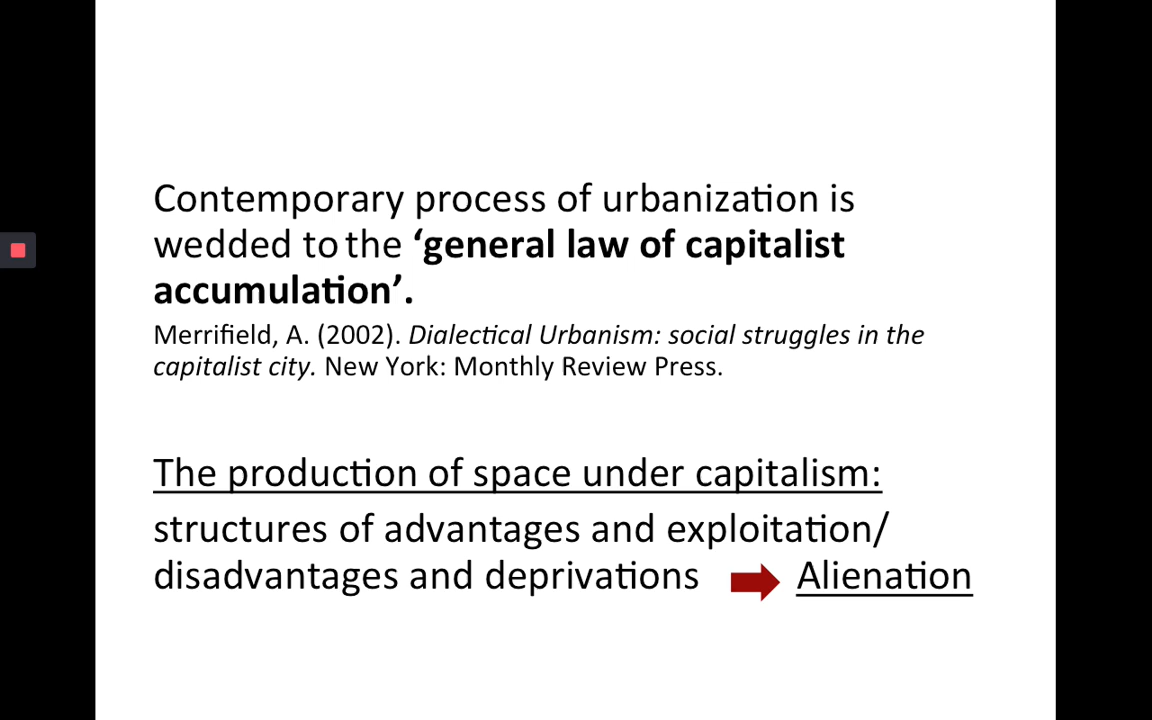 Contemporary process of urbanization is
wedded to the ‘general law of capitalist
accumulation’.
Merrifield, A. (2002). Dialectical Urbanism: social struggles in the
capitalist city. New York: Monthly Review Press.
The production of space under capitalism:
structures of advantages and exploitation/
disadvantages and deprivations Alienation